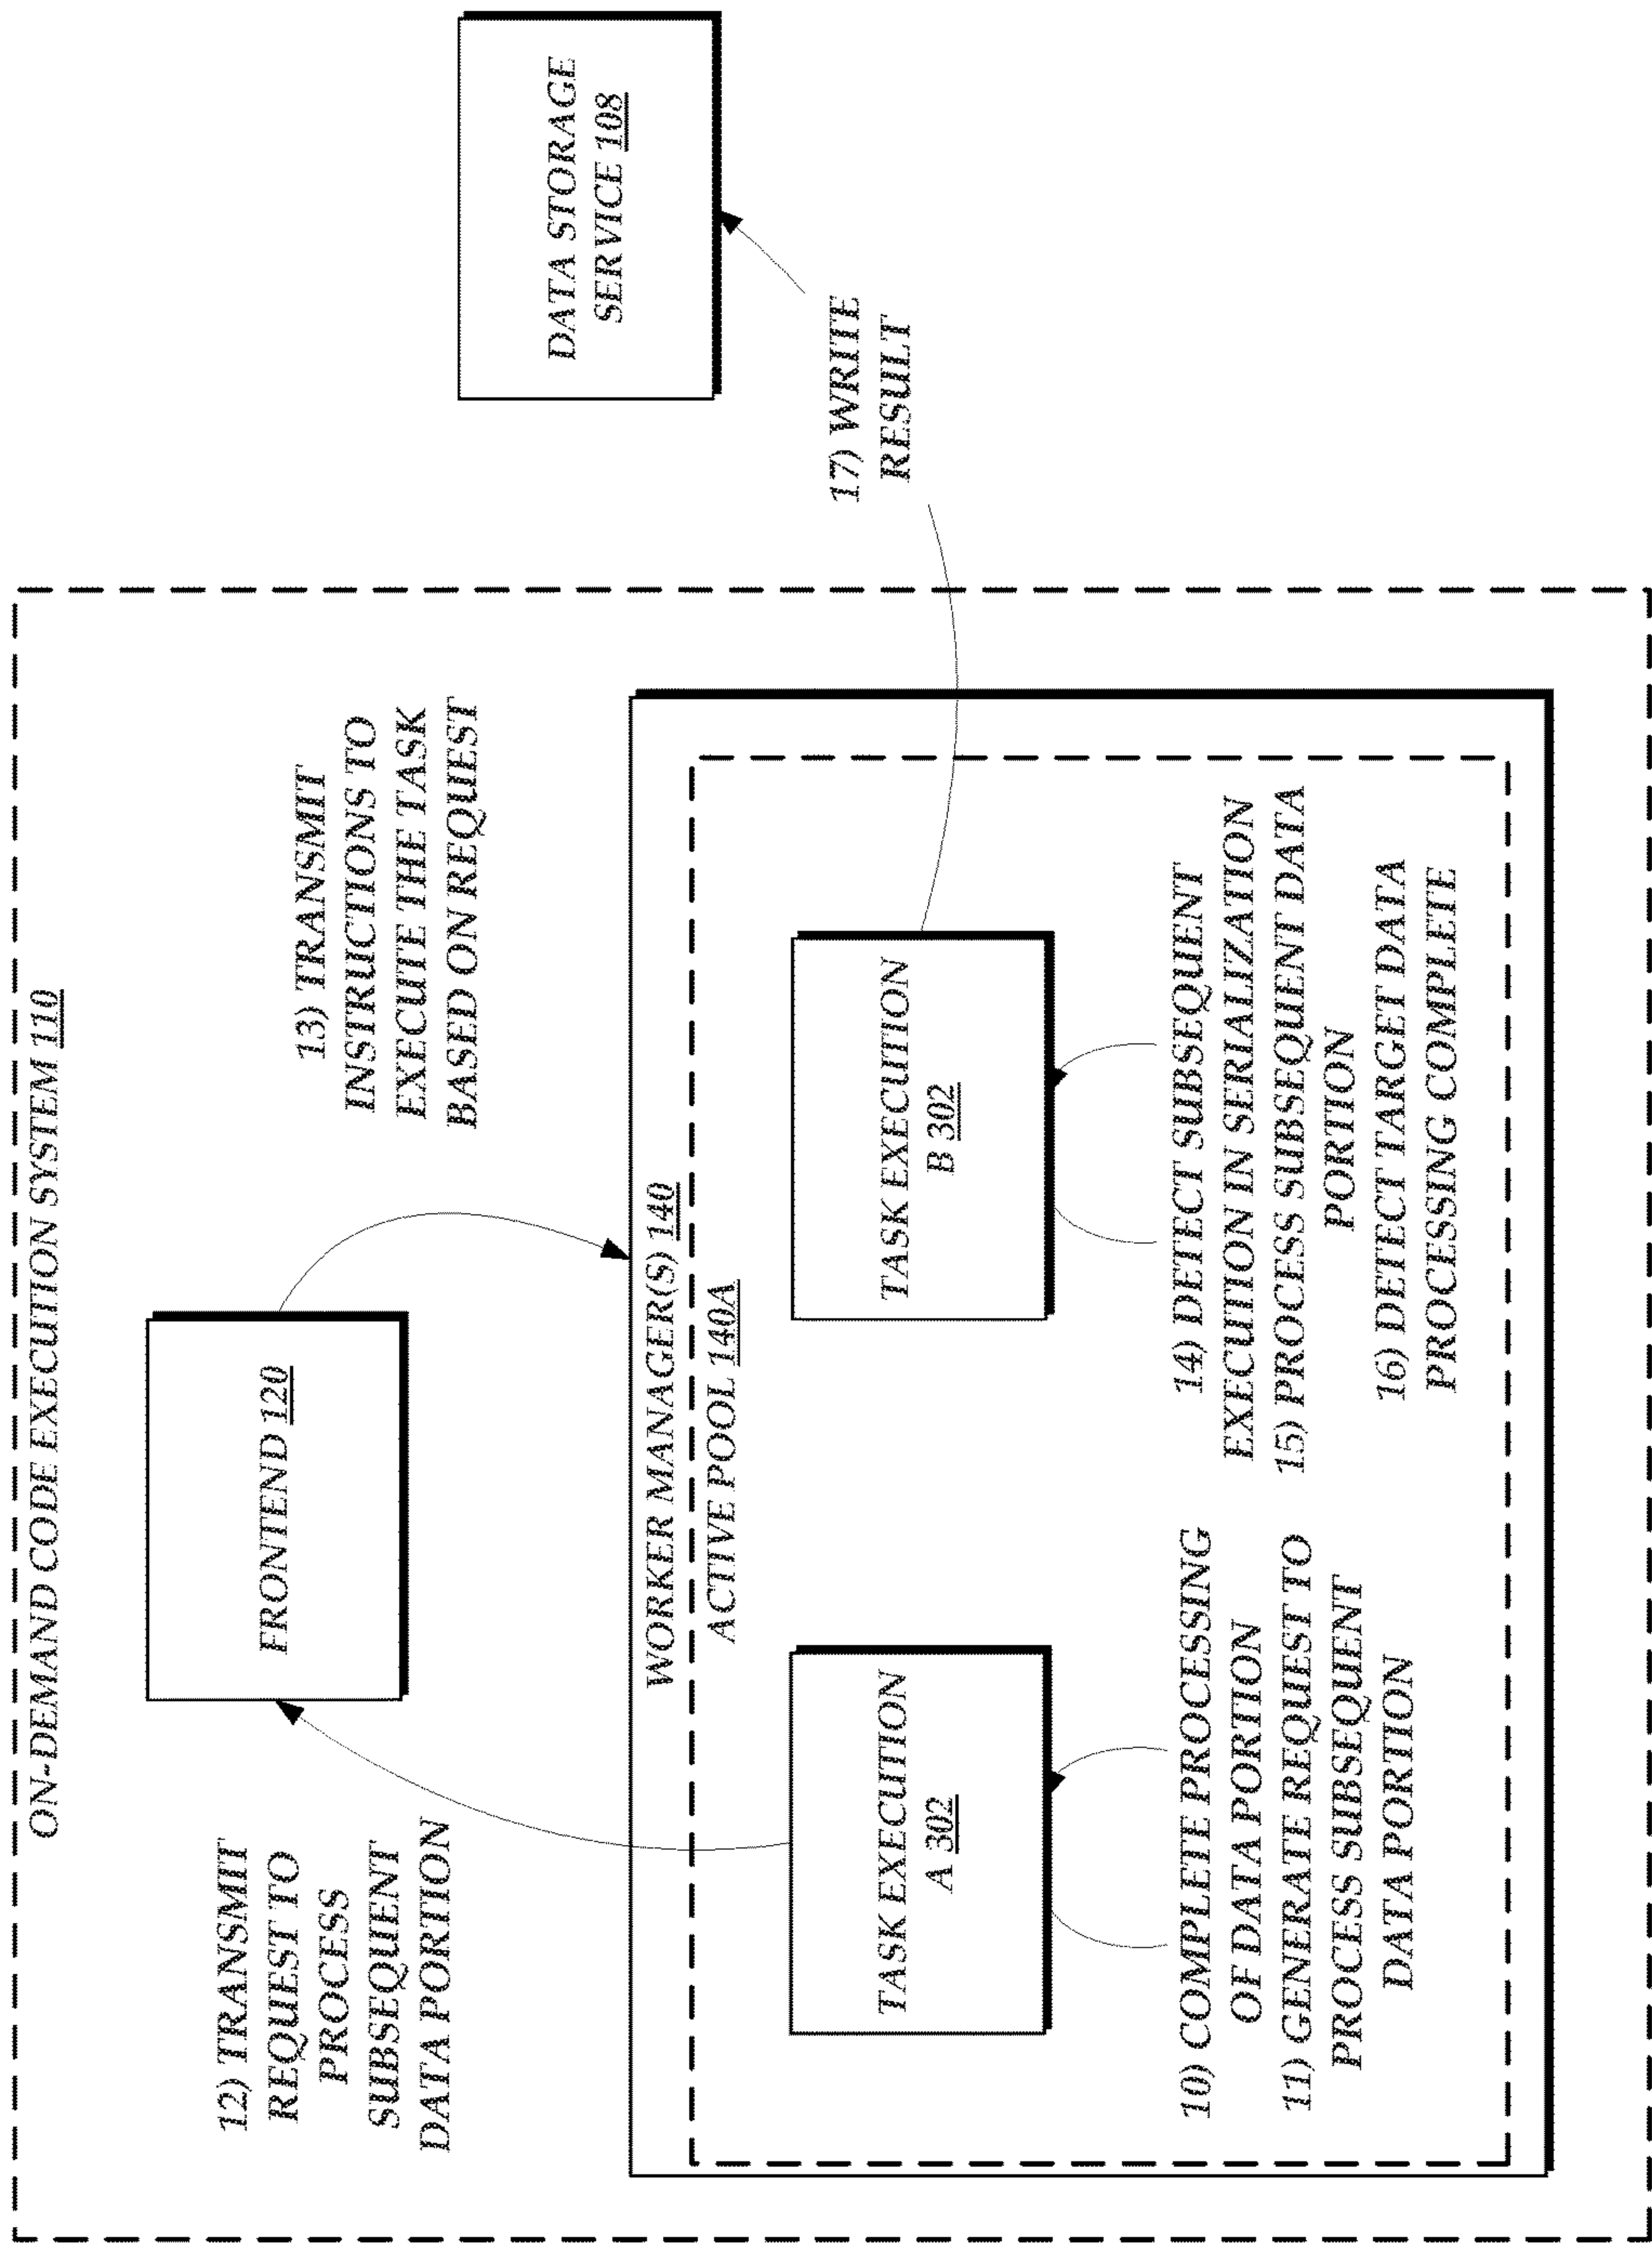 ON-DEMAND CODE EXECUTION SYSTEM 110
12) TRANSMIT
REQUEST TO
PROCESS
SUBSEQUENT
DATA PORTION
FRONTEND 120
13) TRANSMIT
INSTRUCTIONS TO
EXECUTE THE TASK
BASED ON REQUEST
DATA STORAGE
SERVICE 108
WORKER MANAGER(S) 140
ACTIVE POOL 140A
TASK EXECUTION
A 302
TASK EXECUTION
B 302
17) WRITE
RESULT
10) COMPLETE PROCESSING
OF DATA PORTION
11) GENERATE REQUEST TO
PROCESS SUBSEQUENT
DATA PORTION
14) DETECT SUBSEQUENT
EXECUTION IN SERIALIZATION
15) PROCESS SUBSEQUENT DATA
PORTION
16) DETECT TARGET DATA
PROCESSING COMPLETE